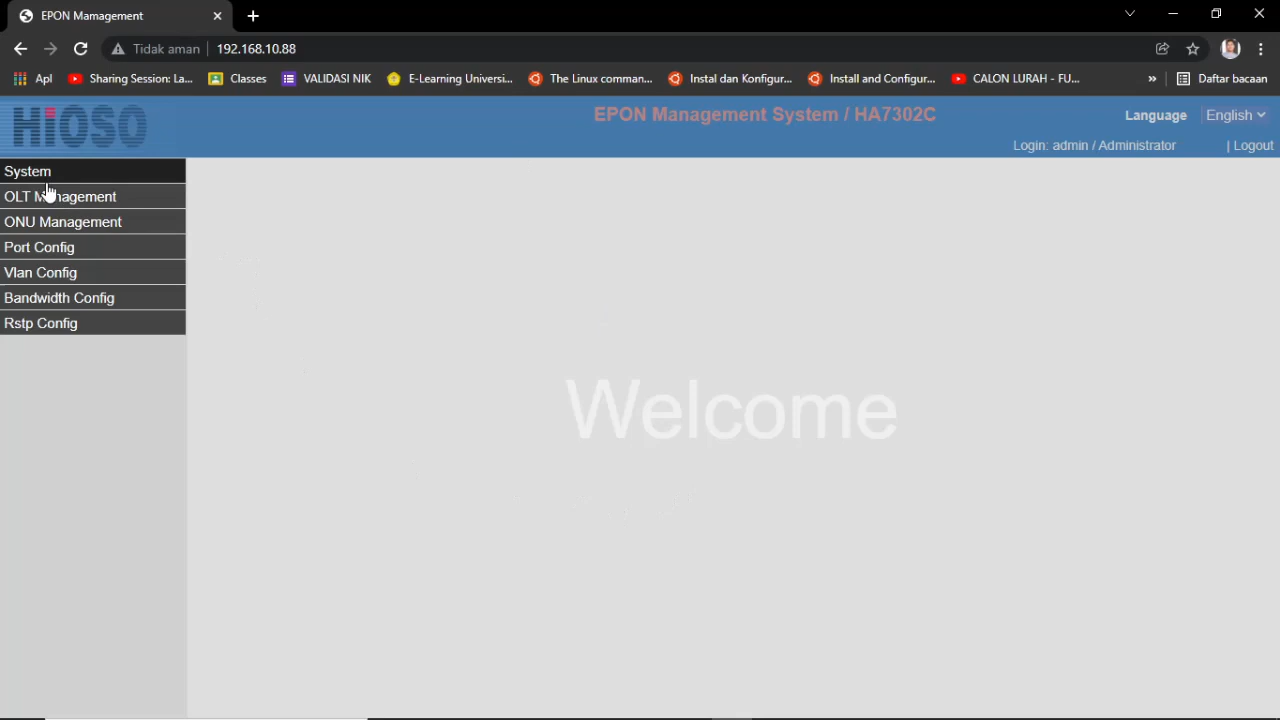 EPON Mamagement
Tidak aman
192.168.10.88
Apl
Sharing Session: La...
Classes
VALIDASI NIK
E-Learning Universi...
The Linux comman...
Instal dan Konfigur...
Install and Configur...
CALON LURAH - FU...
»
Daftar bacaan
HIOSO
EPON Management System / HA7302C
Language
English
Login: admin / Administrator
| Logout
System
OLT Management
ONU Management
Port Config
Vlan Config
Bandwidth Config
Rstp Config
Welcome